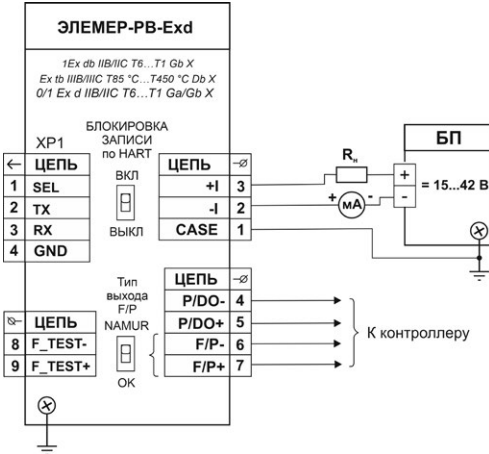 ЭЛЕМЕР-РВ-Exd
1Ex db IIB/IIC T6...T1 Gb X
Ex tb IIIB/IIIC T85 °C...T450 °C Db X
0/1 Ex d IIB/IIC T6...T1 Ga/Gb X
XP1
← ЦЕПЬ
1 SEL
2 TX
3 RX
4 GND
БЛОКИРОВКА
ЗАПИСИ
по HART
ВКЛ
ВЫКЛ
ЦЕПЬ
+I 3
-I 2
CASE 1
Rн
+ мА -
БП
+
-
= 15...42 В
ЦЕПЬ
P/DO- 4
P/DO+ 5
F/P- 6
F/P+ 7
К контроллеру
Тип
выхода
F/P
NAMUR
ОК
ЦЕПЬ
8 F_TEST-
9 F_TEST+